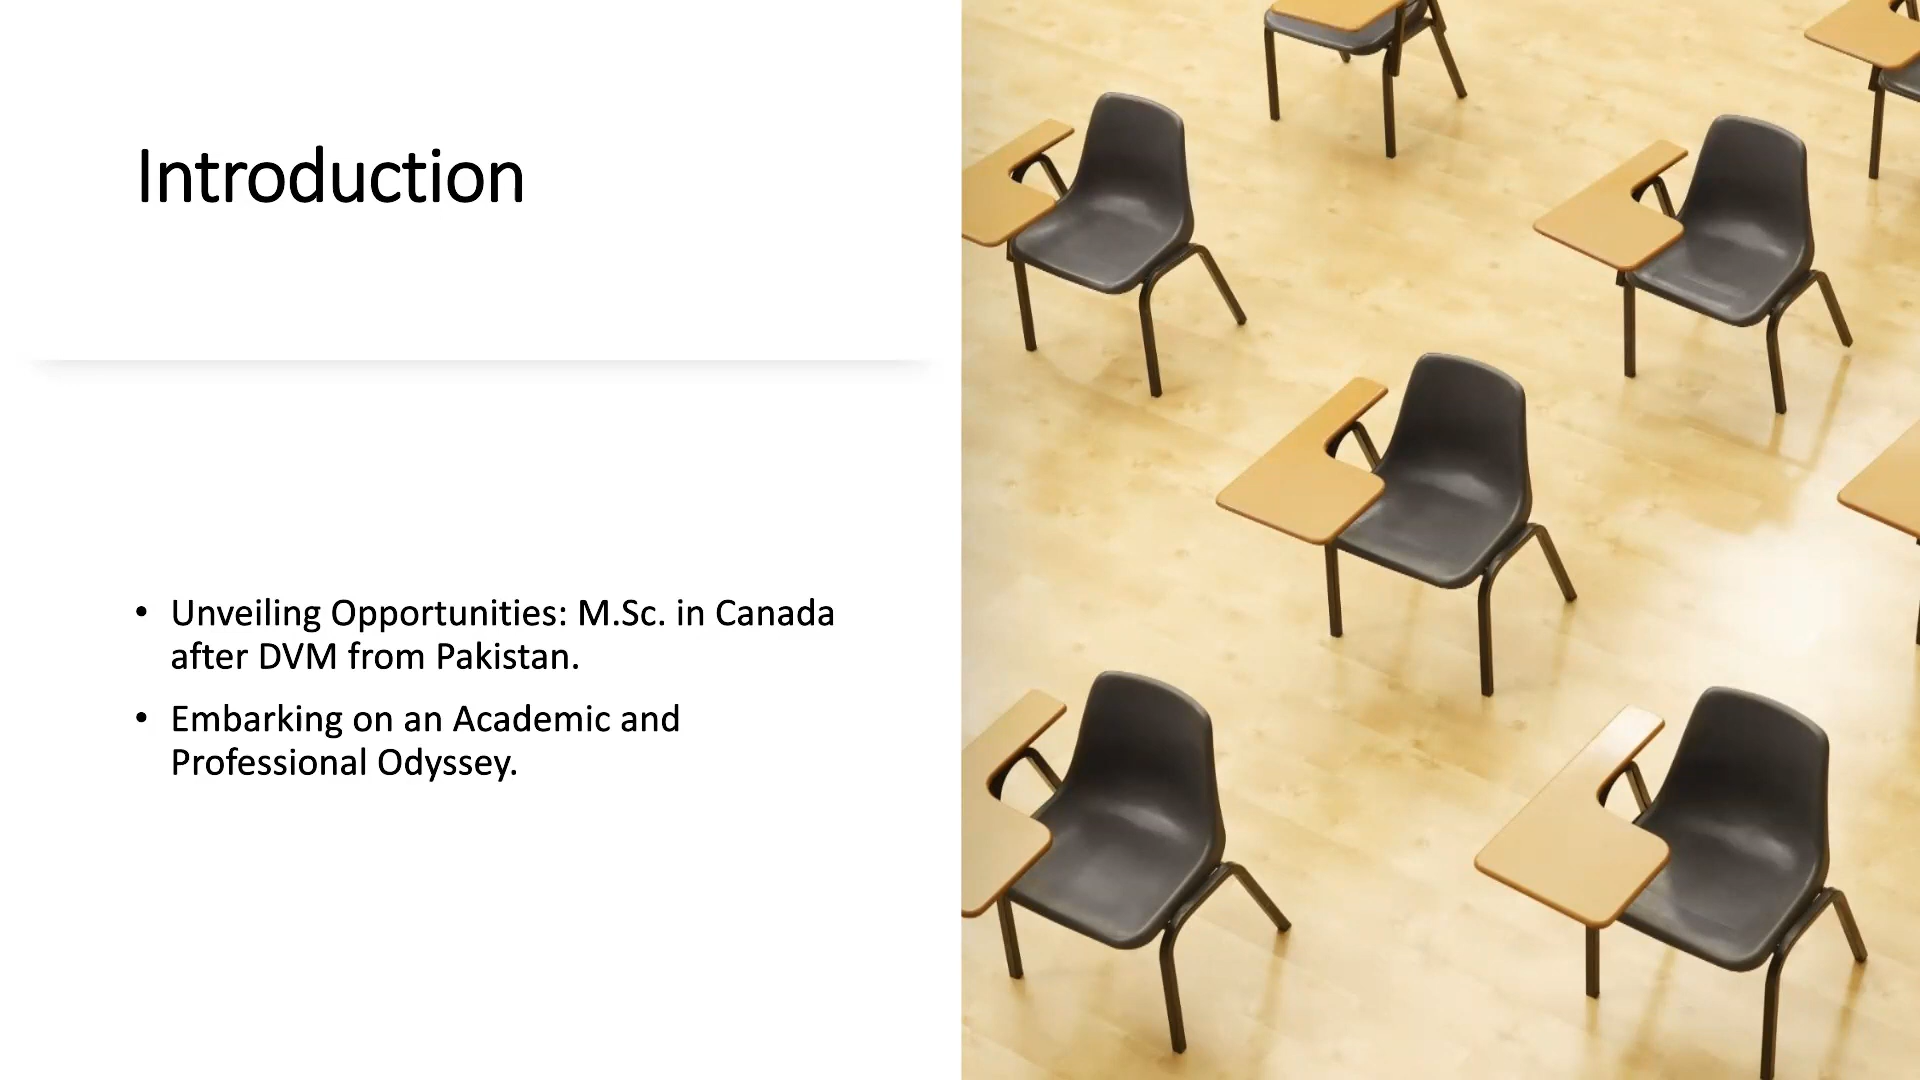 Introduction
• Unveiling Opportunities: M.Sc. in Canada
after DVM from Pakistan.
• Embarking on an Academic and
Professional Odyssey.